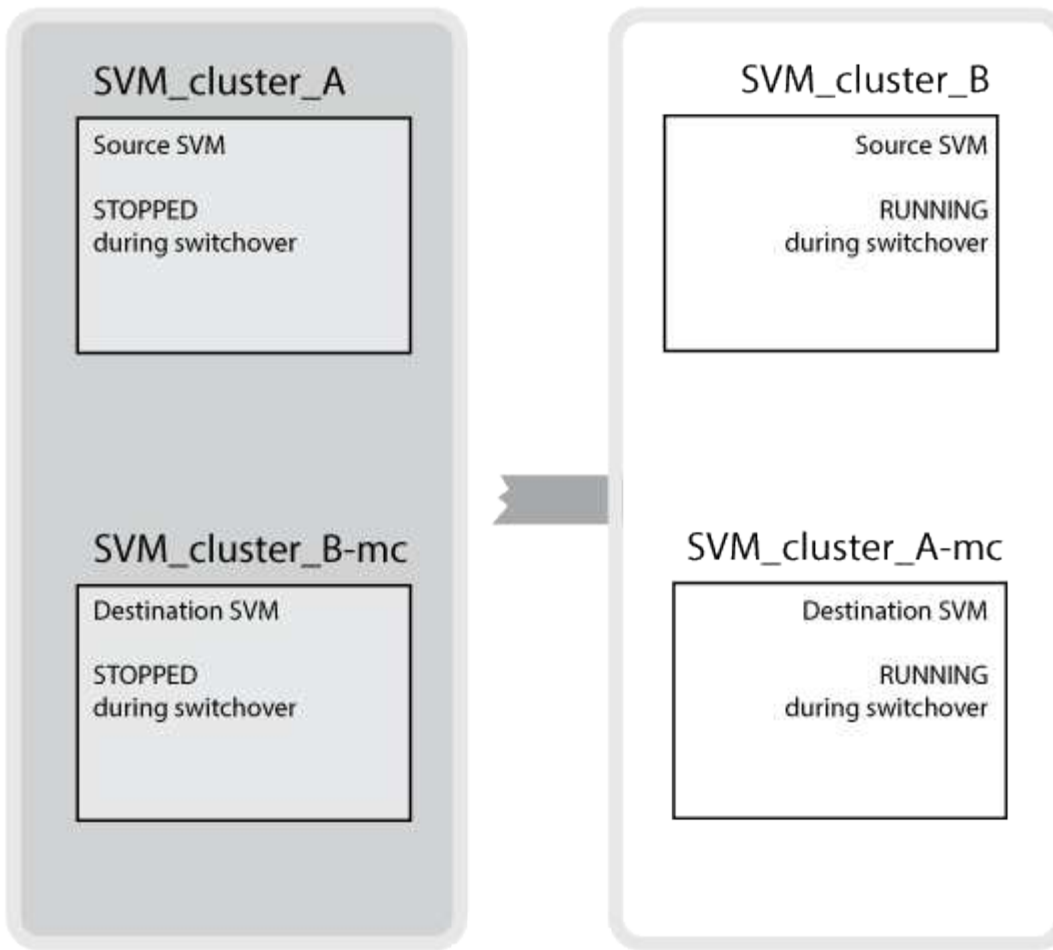 SVM_cluster_A
Source SVM
STOPPED
during switchover
SVM_cluster_B-mc
Destination SVM
STOPPED
during switchover
SVM_cluster_B
Source SVM
RUNNING
during switchover
SVM_cluster_A-mc
Destination SVM
RUNNING
during switchover